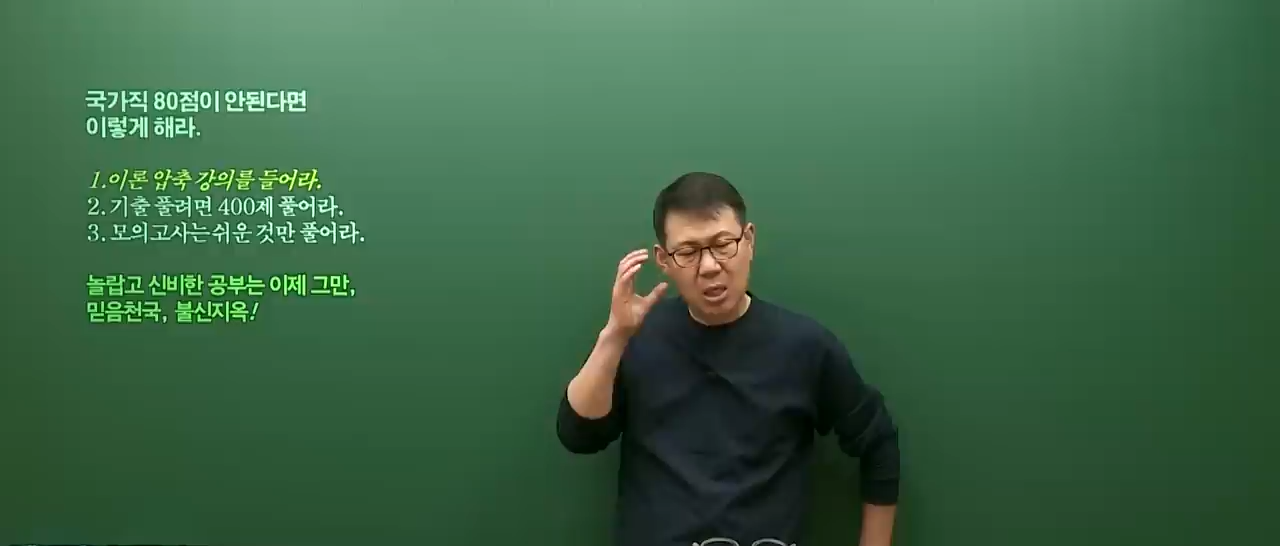 국가직 80점이 안된다면
이렇게 해라.
1.이론 압축 강의를 들어라.
2. 기출 풀려면 400제 풀어라.
3. 모의고사는 쉬운 것만 풀어라.
놀랍고 신비한 공부는 이제 그만,
믿음천국, 불신지옥!